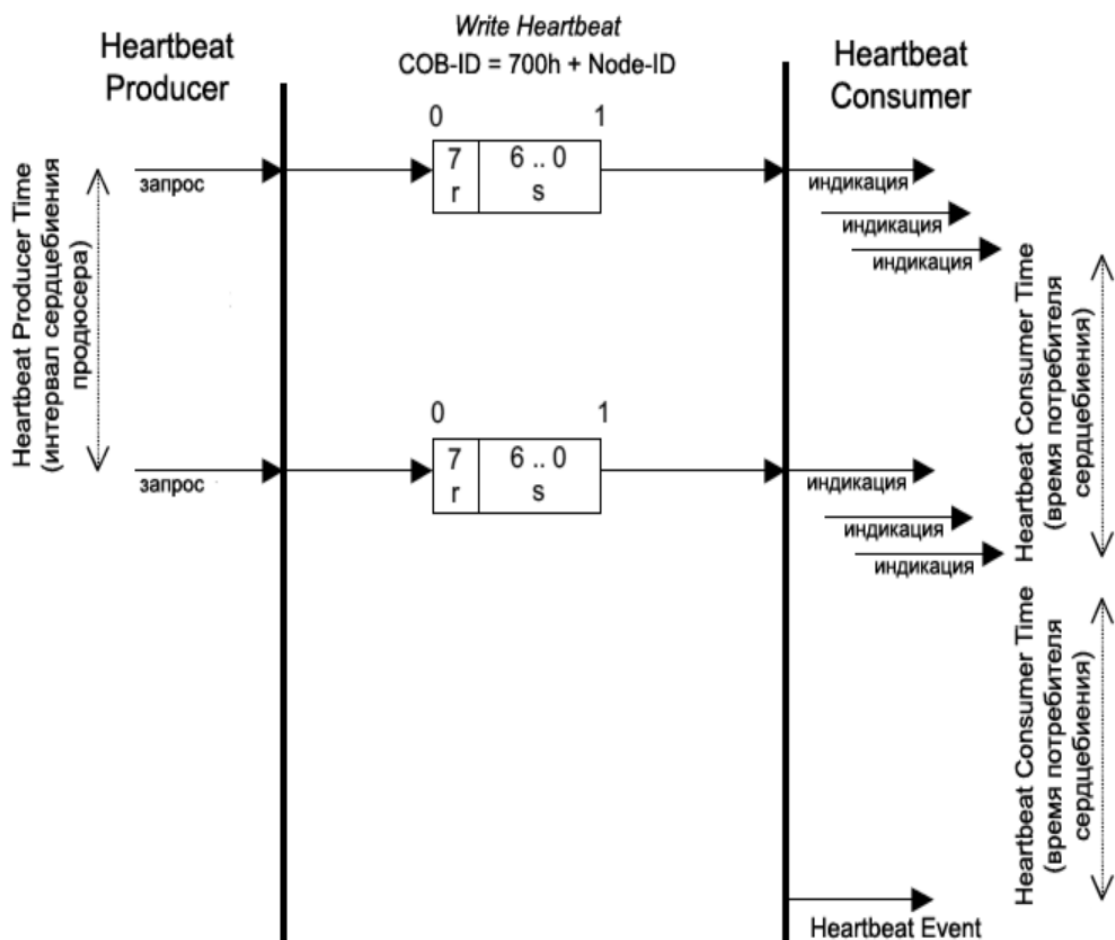 Heartbeat
Producer
Write Heartbeat
COB-ID = 700h + Node-ID
Heartbeat
Consumer
0 1
7 6 .. 0
r s
запрос
индикация
индикация
индикация
Heartbeat Producer Time
(интервал сердцебиения
продюсера)
Heartbeat Consumer Time
(время потребителя
сердцебиения)
0 1
7 6 .. 0
r s
запрос
индикация
индикация
индикация
Heartbeat Consumer Time
(время потребителя
сердцебиения)
Heartbeat Event